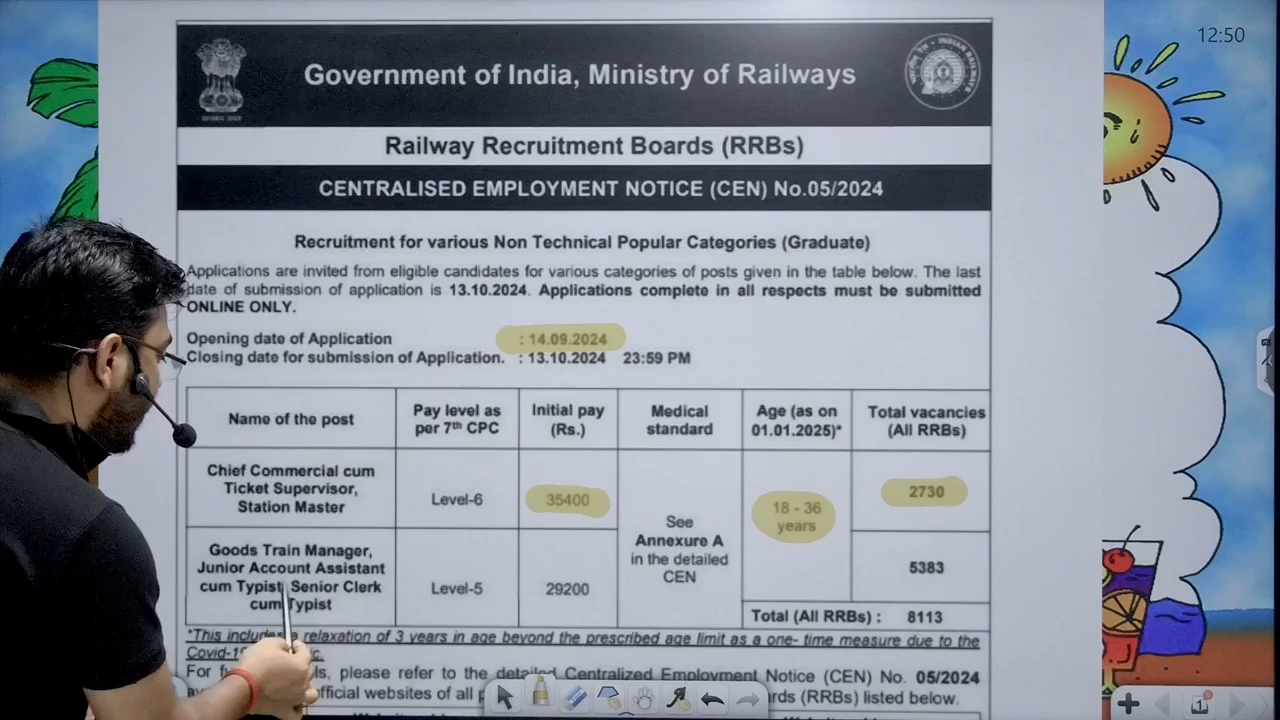 12:50
Government of India, Ministry of Railways
Railway Recruitment Boards (RRBs)
CENTRALISED EMPLOYMENT NOTICE (CEN) No.05/2024
Recruitment for various Non Technical Popular Categories (Graduate)
Applications are invited from eligible candidates for various categories of posts given in the table below. The last
date of submission of application is 13.10.2024. Applications complete in all respects must be submitted
ONLINE ONLY.
Opening date of Application : 14.09.2024
Closing date for submission of Application. : 13.10.2024 23:59 PM
Name of the post
Pay level as
per 7th CPC
Initial pay
(Rs.)
Medical
standard
Age (as on
01.01.2025)*
Total vacancies
(All RRBs)
Chief Commercial cum
Ticket Supervisor,
Station Master
Level-6
35400
See
Annexure A
in the detailed
CEN
18 - 36
years
2730
Goods Train Manager,
Junior Account Assistant
cum Typist, Senior Clerk
cum Typist
Level-5
29200
5383
Total (All RRBs) : 8113
*This includes a relaxation of 3 years in age beyond the prescribed age limit as a one- time measure due to the
For please refer to the detailed Centralized Employment Notice (CEN) No. 05/2024
official websites of all (RRBs) listed below.
1